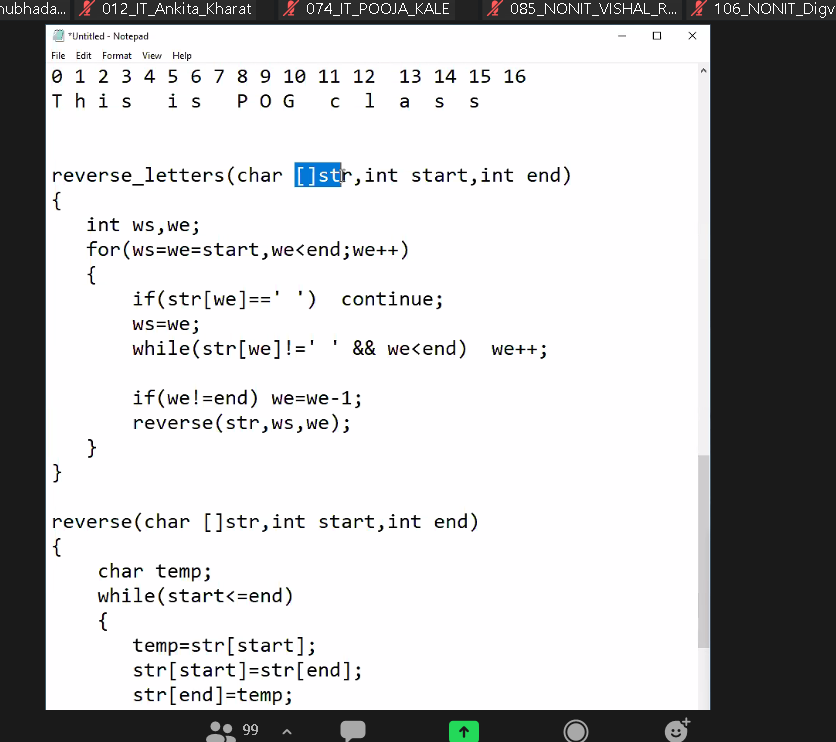 nubhada... 012_IT_Ankita_Kharat 074_IT_POOJA_KALE 085_NONIT_VISHAL_R... 106_NONIT_Digv
*Untitled - Notepad
File Edit Format View Help
0 1 2 3 4 5 6 7 8 9 10 11 12 13 14 15 16
T h i s i s P O G c l a s s
reverse_letters(char []str,int start,int end)
{
int ws,we;
for(ws=we=start,we<end;we++)
{
if(str[we]==' ') continue;
ws=we;
while(str[we]!=' ' && we<end) we++;
if(we!=end) we=we-1;
reverse(str,ws,we);
}
}
reverse(char []str,int start,int end)
{
char temp;
while(start<=end)
{
temp=str[start];
str[start]=str[end];
str[end]=temp;
99